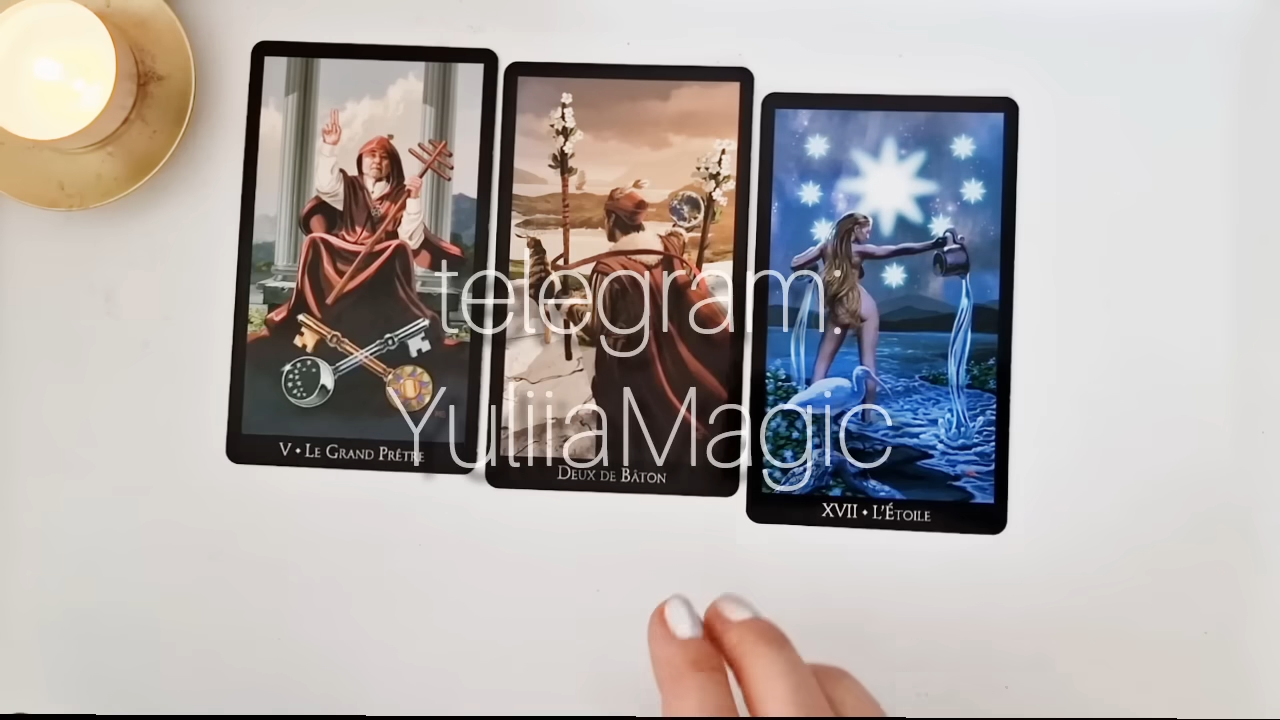 telegram:
YuliiaMagic
V • LE GRAND PRÊTRE
DEUX DE BÂTON
XVII • L'ÉTOILE